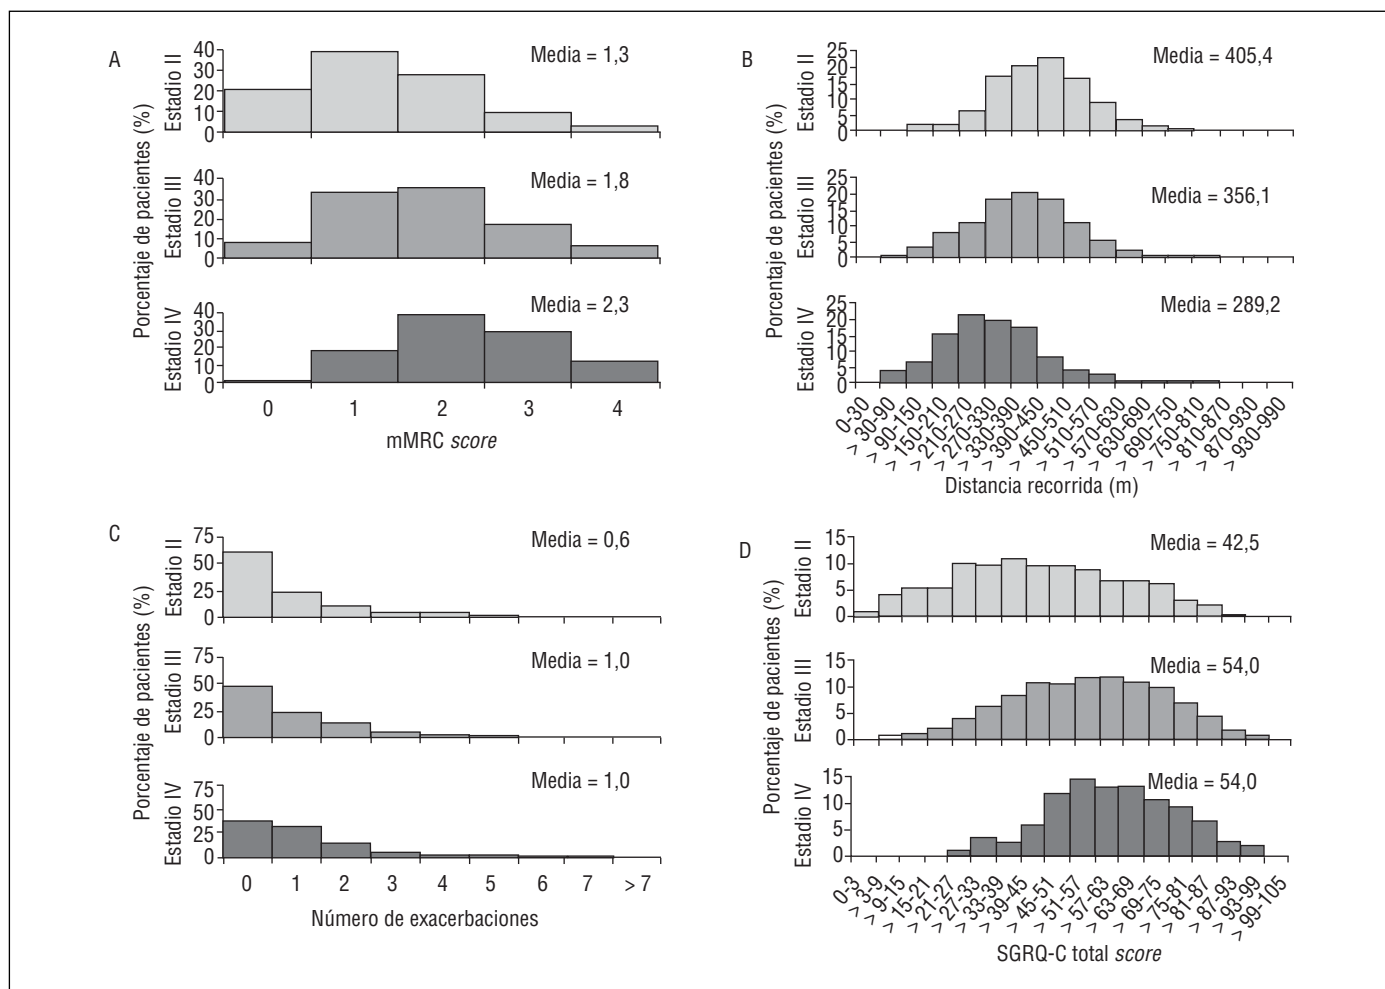 A
Porcentaje de pacientes (%)
Estadio II
40
30
20
10
0
Media = 1,3
Estadio III
40
30
20
10
0
Media = 1,8
Estadio IV
40
30
20
10
0
Media = 2,3
0 1 2 3 4
mMRC score
B
Porcentaje de pacientes (%)
Estadio II
25
20
15
10
5
0
Media = 405,4
Estadio III
25
20
15
10
5
0
Media = 356,1
Estadio IV
25
20
15
10
5
0
Media = 289,2
0-30
> 30-90
> 90-150
> 150-210
> 210-270
> 270-330
> 330-390
> 390-450
> 450-510
> 510-570
> 570-630
> 630-690
> 690-750
> 750-810
> 810-870
> 870-930
> 930-990
Distancia recorrida (m)
C
Porcentaje de pacientes (%)
Estadio II
75
50
25
0
Media = 0,6
Estadio III
75
50
25
0
Media = 1,0
Estadio IV
75
50
25
0
Media = 1,0
0 1 2 3 4 5 6 7 > 7
Número de exacerbaciones
D
Porcentaje de pacientes (%)
Estadio II
15
10
5
0
Media = 42,5
Estadio III
15
10
5
0
Media = 54,0
Estadio IV
15
10
5
0
Media = 54,0
0-3
> 3-9
> 9-15
> 15-21
> 21-27
> 27-33
> 33-39
> 39-45
> 45-51
> 51-57
> 57-63
> 63-69
> 69-75
> 75-81
> 81-87
> 87-93
> 93-99
> 99-105
SGRQ-C total score